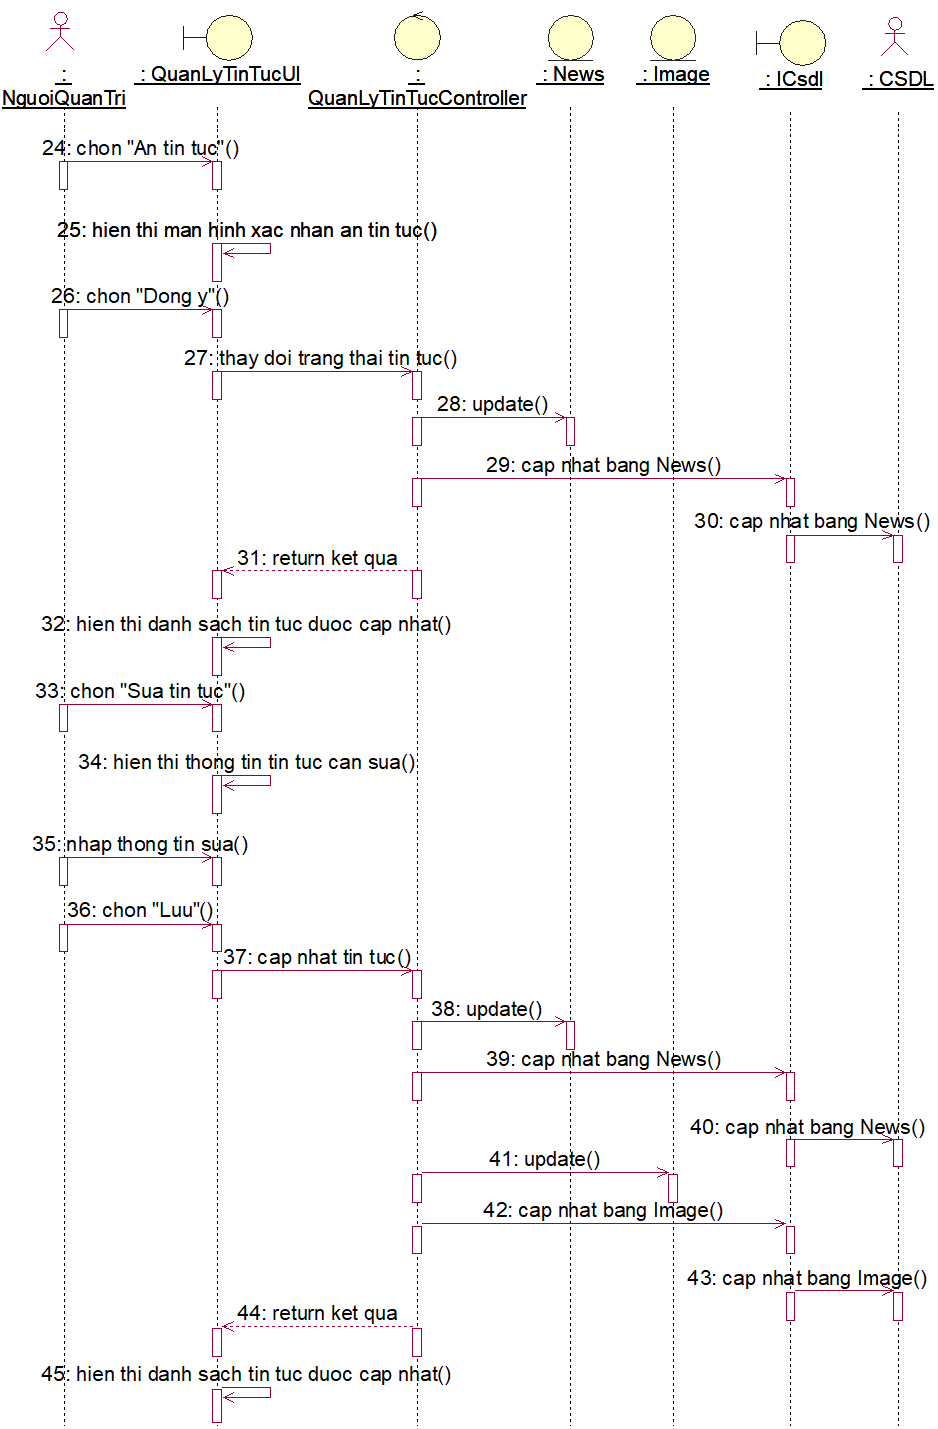 :
NguoiQuanTri
: QuanLyTinTucUI
:
QuanLyTinTucController
: News
: Image
: ICsdl
: CSDL
24: chon "An tin tuc"()
25: hien thi man hinh xac nhan an tin tuc()
26: chon "Dong y"()
27: thay doi trang thai tin tuc()
28: update()
29: cap nhat bang News()
30: cap nhat bang News()
31: return ket qua
32: hien thi danh sach tin tuc duoc cap nhat()
33: chon "Sua tin tuc"()
34: hien thi thong tin tin tuc can sua()
35: nhap thong tin sua()
36: chon "Luu"()
37: cap nhat tin tuc()
38: update()
39: cap nhat bang News()
40: cap nhat bang News()
41: update()
42: cap nhat bang Image()
43: cap nhat bang Image()
44: return ket qua
45: hien thi danh sach tin tuc duoc cap nhat()